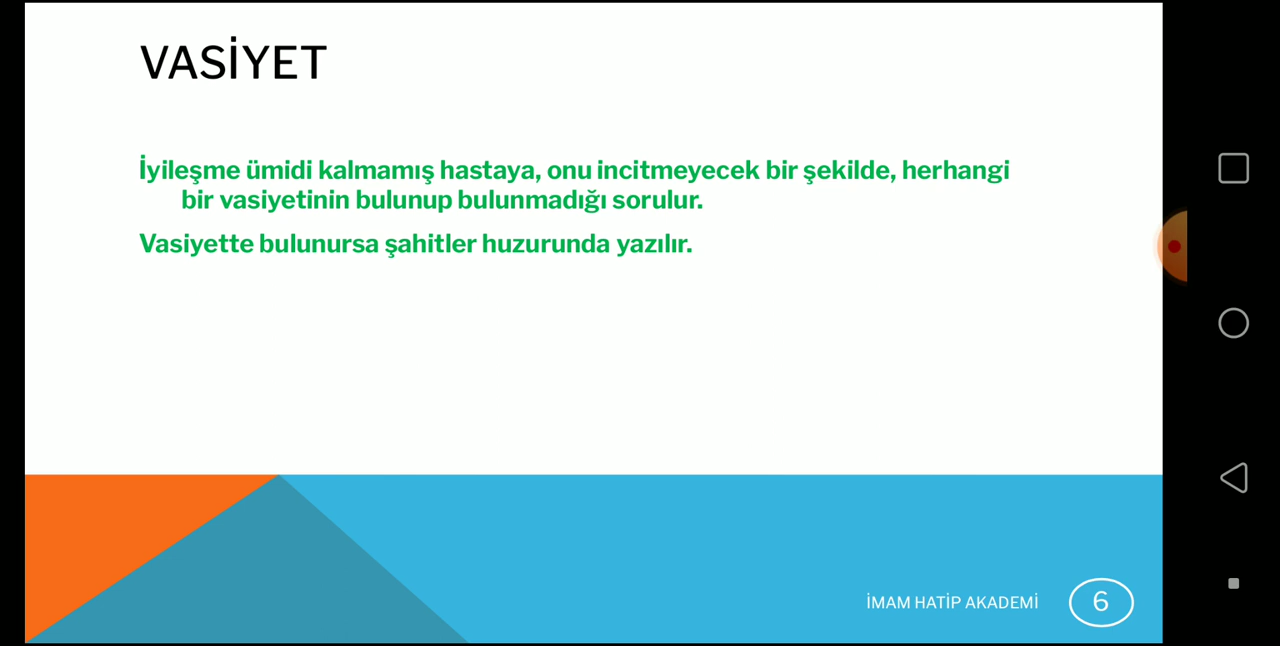 VASİYET
İyileşme ümidi kalmamış hastaya, onu incitmeyecek bir şekilde, herhangi
bir vasiyetinin bulunup bulunmadığı sorulur.
Vasiyette bulunursa şahitler huzurunda yazılır.
İMAM HATİP AKADEMİ
6